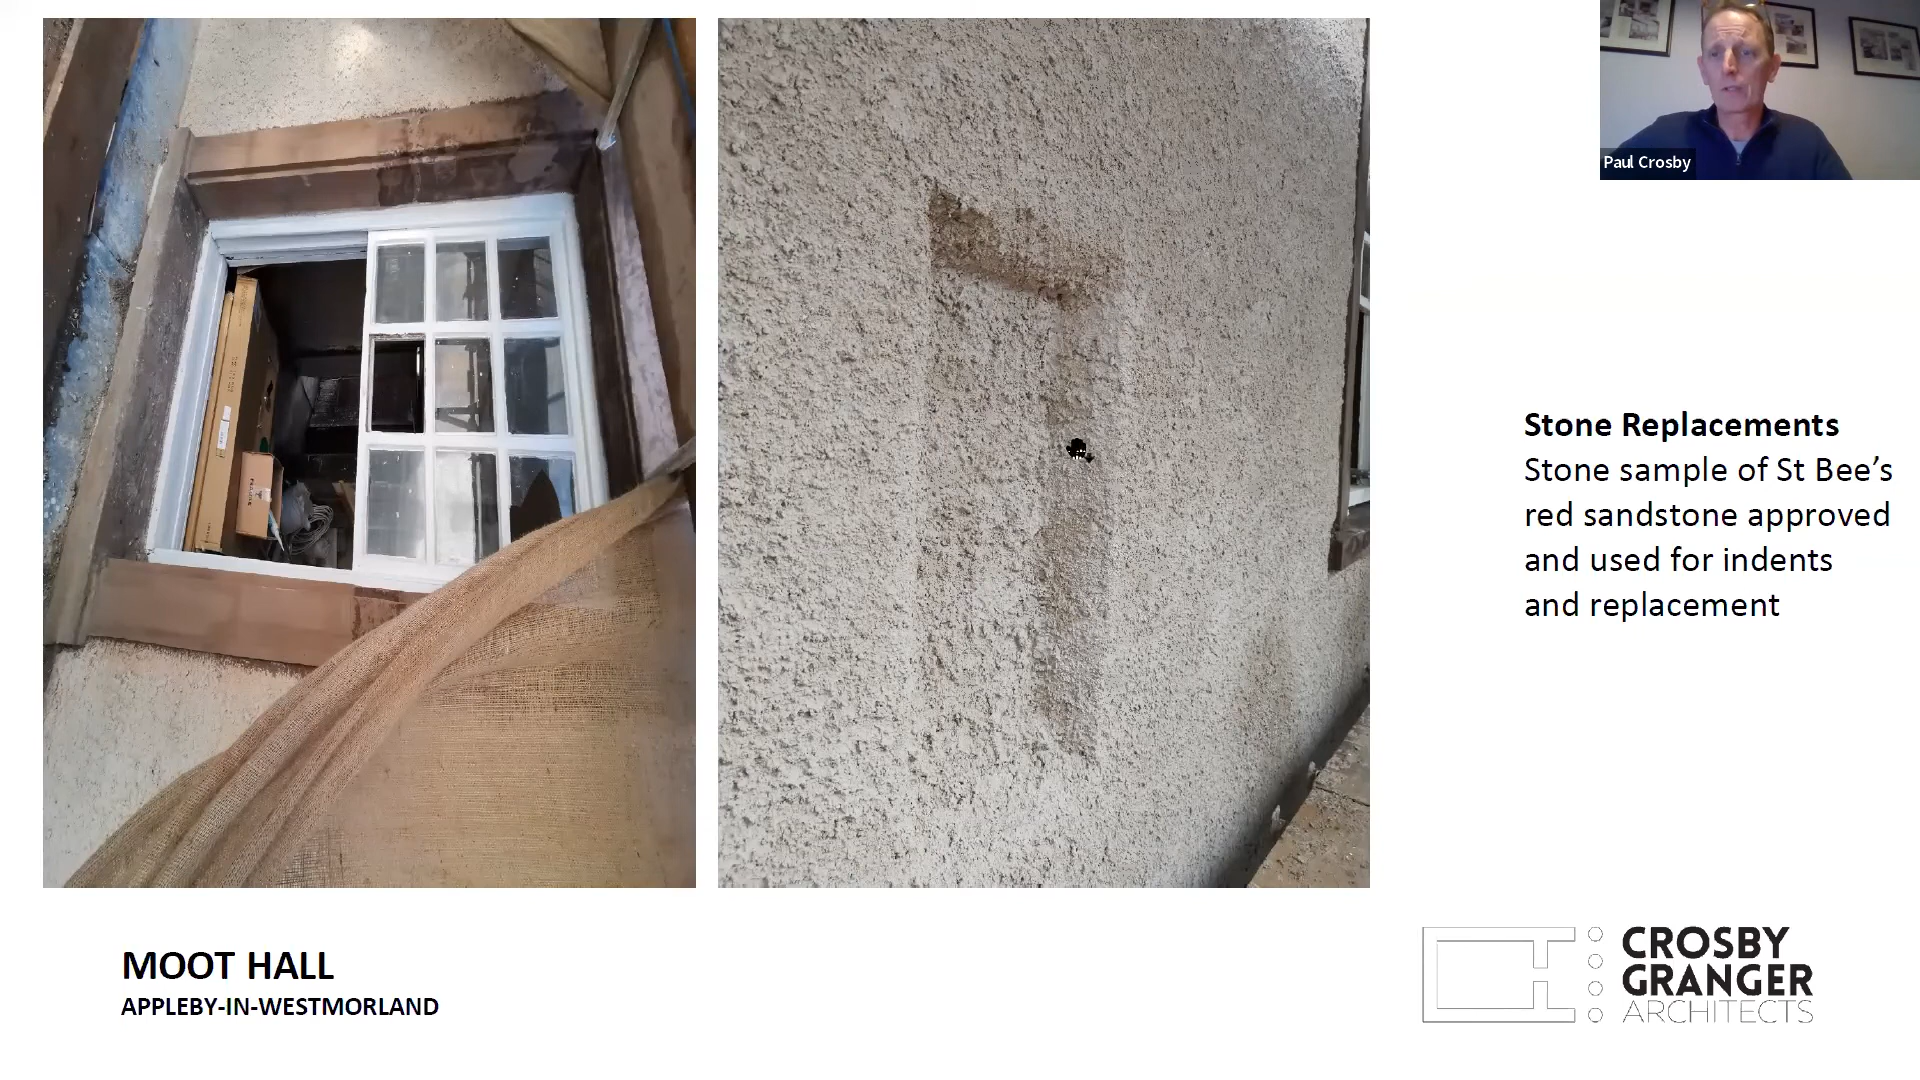 Paul Crosby
Stone Replacements
Stone sample of St Bee’s
red sandstone approved
and used for indents
and replacement
MOOT HALL
APPLEBY-IN-WESTMORLAND
CROSBY
GRANGER
ARCHITECTS